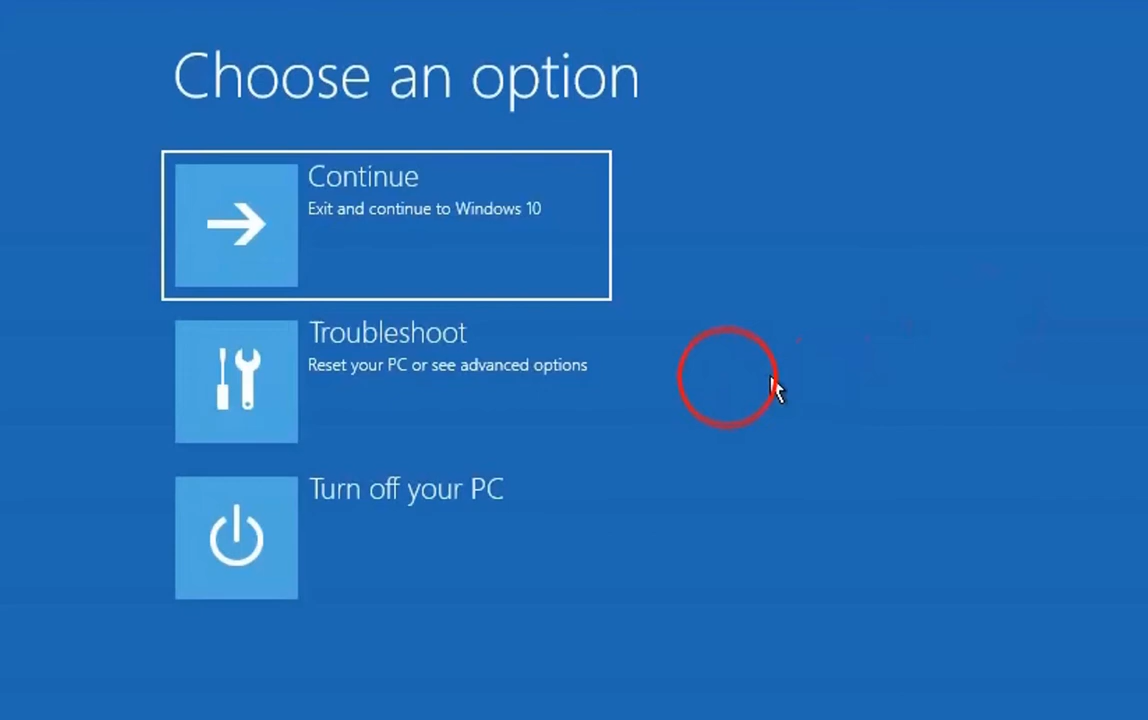 Choose an option
Continue
Exit and continue to Windows 10
Troubleshoot
Reset your PC or see advanced options
Turn off your PC